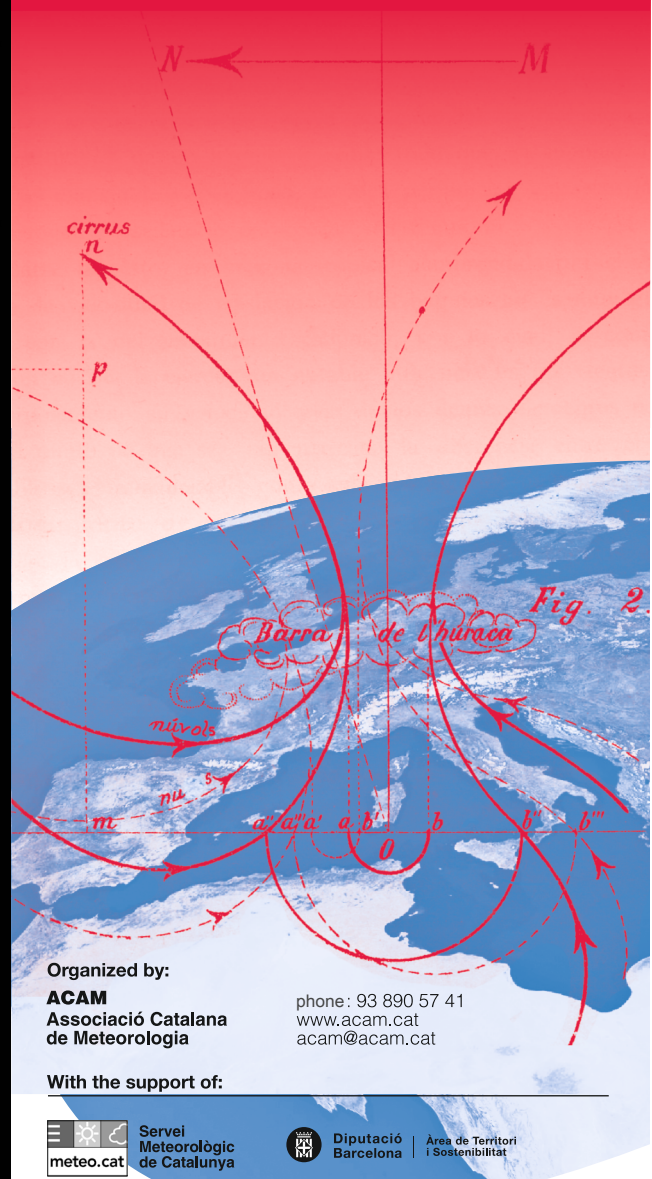 N M
cirrus
n
p
Fig. 2.
Barra de l'huracà
núvols
nu s
m a'' a''' a' a b' b b'' b'''
O
Organized by:
ACAM
Associació Catalana
de Meteorologia
phone: 93 890 57 41
www.acam.cat
acam@acam.cat
With the support of:
meteo.cat
Servei
Meteorològic
de Catalunya
Diputació
Barcelona
Àrea de Territori
i Sostenibilitat